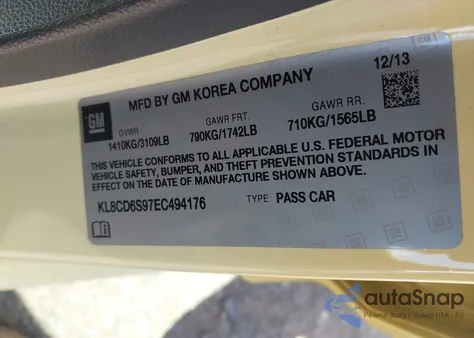 12/13
MFD BY GM KOREA COMPANY
GM
GVWR GAWR FRT. GAWR RR.
1410KG/3109LB 790KG/1742LB 710KG/1565LB
THIS VEHICLE CONFORMS TO ALL APPLICABLE U.S. FEDERAL MOTOR
VEHICLE SAFETY, BUMPER, AND THEFT PREVENTION STANDARDS
IN EFFECT ON THE DATE OF MANUFACTURE SHOWN ABOVE.
KL8CD6S97EC494176 TYPE: PASS CAR
autoSnap